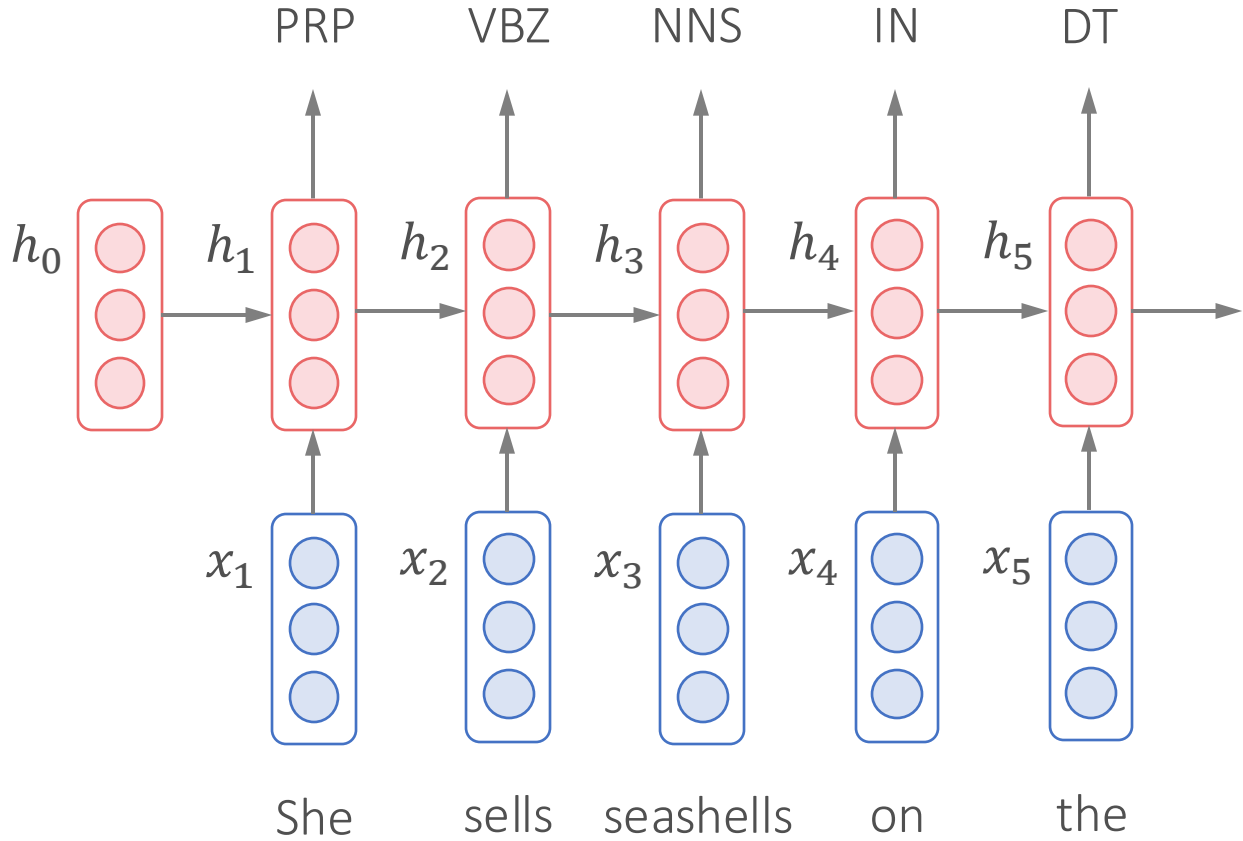 PRP VBZ NNS IN DT
h₀ h₁ h₂ h₃ h₄ h₅
x₁ x₂ x₃ x₄ x₅
She sells seashells on the